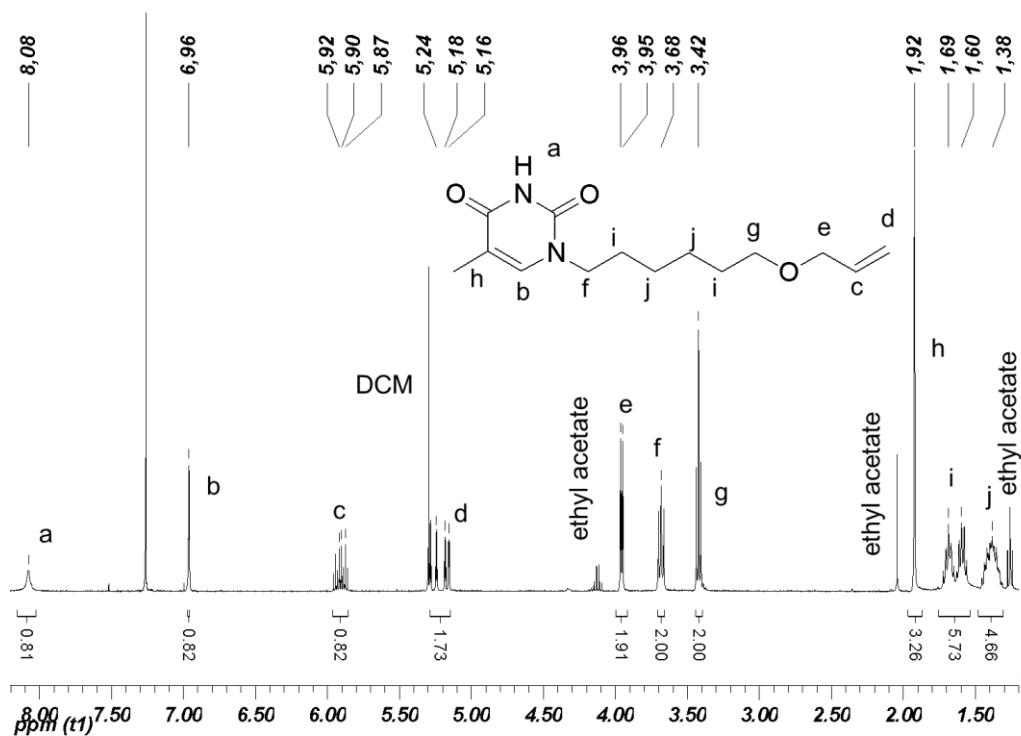 8,08 6,96 5,92 5,90 5,87 5,24 5,18 5,16 3,96 3,95 3,68 3,42 1,92 1,69 1,60 1,38
H a
O N O
i j g e d
N O
h b f j i c
h
DCM
ethyl acetate
ethyl acetate
ethyl acetate
e
f
i j
b
g
c d
a
0.81 0.82 0.82 1.73 1.91 2.00 2.00 3.26 5.73 4.66
8.00 7.50 7.00 6.50 6.00 5.50 5.00 4.50 4.00 3.50 3.00 2.50 2.00 1.50
ppm (t1)